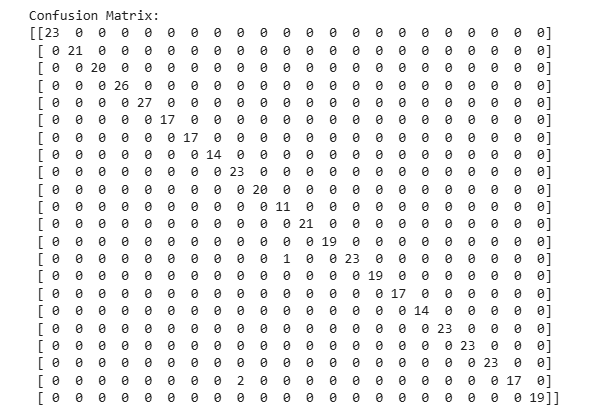 Confusion Matrix:
[[23  0  0  0  0  0  0  0  0  0  0  0  0  0  0  0  0  0  0  0  0  0]
 [ 0 21  0  0  0  0  0  0  0  0  0  0  0  0  0  0  0  0  0  0  0  0]
 [ 0  0 20  0  0  0  0  0  0  0  0  0  0  0  0  0  0  0  0  0  0  0]
 [ 0  0  0 26  0  0  0  0  0  0  0  0  0  0  0  0  0  0  0  0  0  0]
 [ 0  0  0  0 27  0  0  0  0  0  0  0  0  0  0  0  0  0  0  0  0  0]
 [ 0  0  0  0  0 17  0  0  0  0  0  0  0  0  0  0  0  0  0  0  0  0]
 [ 0  0  0  0  0  0 17  0  0  0  0  0  0  0  0  0  0  0  0  0  0  0]
 [ 0  0  0  0  0  0  0 14  0  0  0  0  0  0  0  0  0  0  0  0  0  0]
 [ 0  0  0  0  0  0  0  0 23  0  0  0  0  0  0  0  0  0  0  0  0  0]
 [ 0  0  0  0  0  0  0  0  0 20  0  0  0  0  0  0  0  0  0  0  0  0]
 [ 0  0  0  0  0  0  0  0  0  0 11  0  0  0  0  0  0  0  0  0  0  0]
 [ 0  0  0  0  0  0  0  0  0  0  0 21  0  0  0  0  0  0  0  0  0  0]
 [ 0  0  0  0  0  0  0  0  0  0  0  0 19  0  0  0  0  0  0  0  0  0]
 [ 0  0  0  0  0  0  0  0  0  0  1  0  0 23  0  0  0  0  0  0  0  0]
 [ 0  0  0  0  0  0  0  0  0  0  0  0  0  0 19  0  0  0  0  0  0  0]
 [ 0  0  0  0  0  0  0  0  0  0  0  0  0  0  0 17  0  0  0  0  0  0]
 [ 0  0  0  0  0  0  0  0  0  0  0  0  0  0  0  0 14  0  0  0  0  0]
 [ 0  0  0  0  0  0  0  0  0  0  0  0  0  0  0  0  0 23  0  0  0  0]
 [ 0  0  0  0  0  0  0  0  0  0  0  0  0  0  0  0  0  0 23  0  0  0]
 [ 0  0  0  0  0  0  0  0  0  0  0  0  0  0  0  0  0  0  0 23  0  0]
 [ 0  0  0  0  0  0  0  0  2  0  0  0  0  0  0  0  0  0  0  0 17  0]
 [ 0  0  0  0  0  0  0  0  0  0  0  0  0  0  0  0  0  0  0  0  0 19]]